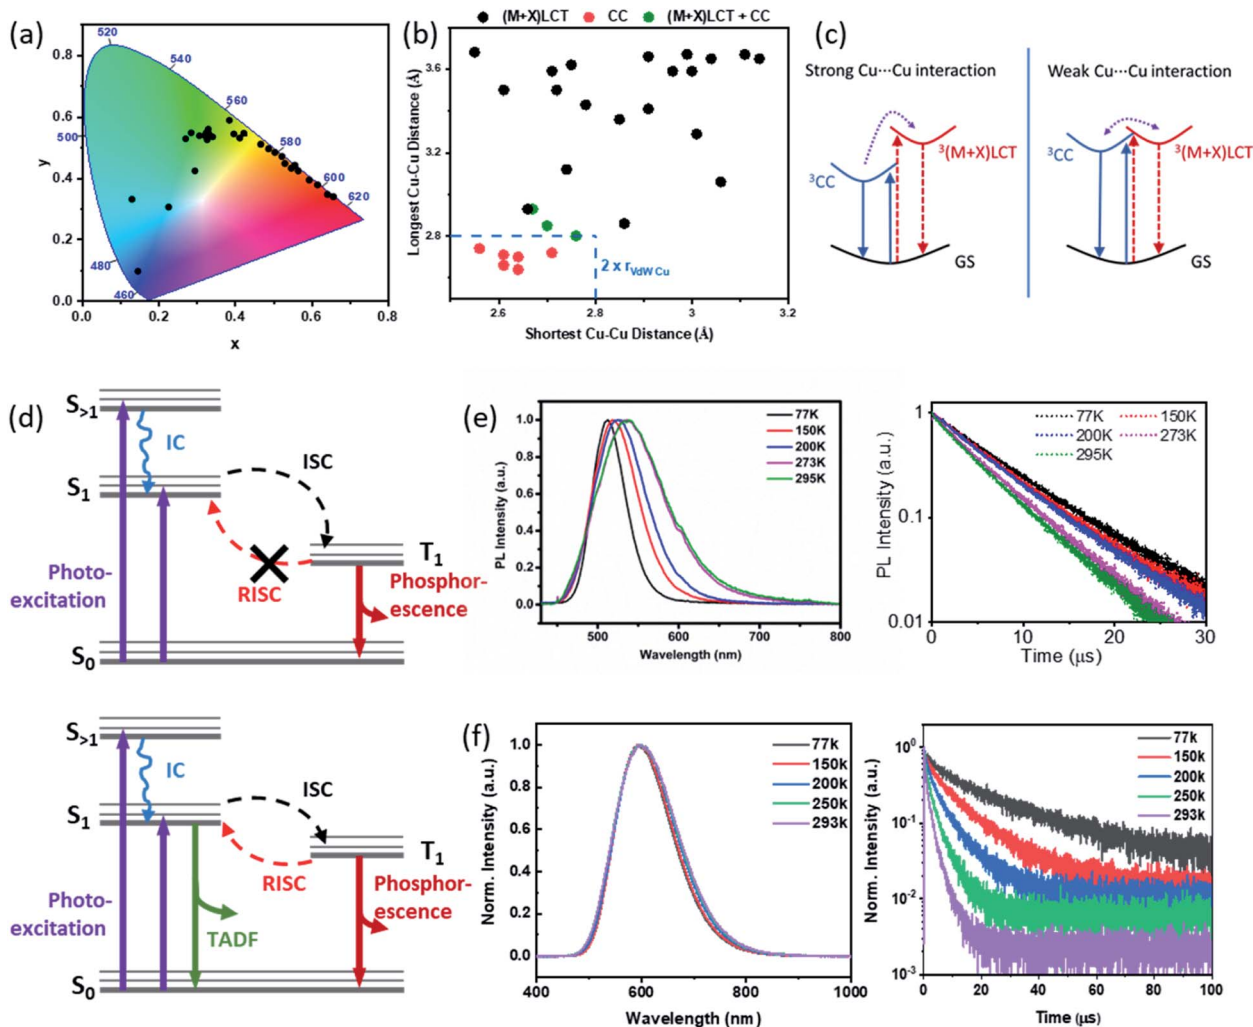 (a)
520
540
560
580
600
620
500
480
460
0.8
0.6
0.4
0.2
0.0
y
0.0 0.2 0.4 0.6 0.8
x
(b)
(M+X)LCT CC (M+X)LCT + CC
Longest Cu-Cu Distance (Å)
3.6
3.2
2.8
2 x rVdW Cu
2.6 2.8 3 3.2
Shortest Cu-Cu Distance (Å)
(c)
Strong Cu···Cu interaction
Weak Cu···Cu interaction
³CC
³(M+X)LCT
GS
³CC
³(M+X)LCT
GS
(d)
S>1
IC
S1
ISC
T1
RISC
Photo-
excitation
Phosphor-
escence
S0
S>1
IC
S1
ISC
T1
RISC
Photo-
excitation
TADF
Phosphor-
escence
S0
(e)
PL Intensity (a.u.)
1.0
0.8
0.6
0.4
0.2
0.0
77K
150K
200K
273K
295K
500 600 700 800
Wavelength (nm)
PL Intensity (a.u.)
1
0.1
0.01
77K 150K
200K 273K
295K
0 10 20 30
Time (μs)
(f)
Norm. Intensity (a.u.)
1.0
0.8
0.6
0.4
0.2
0.0
77k
150k
200k
250k
293k
400 600 800 1000
Wavelength (nm)
Norm. Intensity (a.u.)
10⁰
10⁻¹
10⁻²
10⁻³
77k
150k
200k
250k
293k
0 20 40 60 80 100
Time (μs)